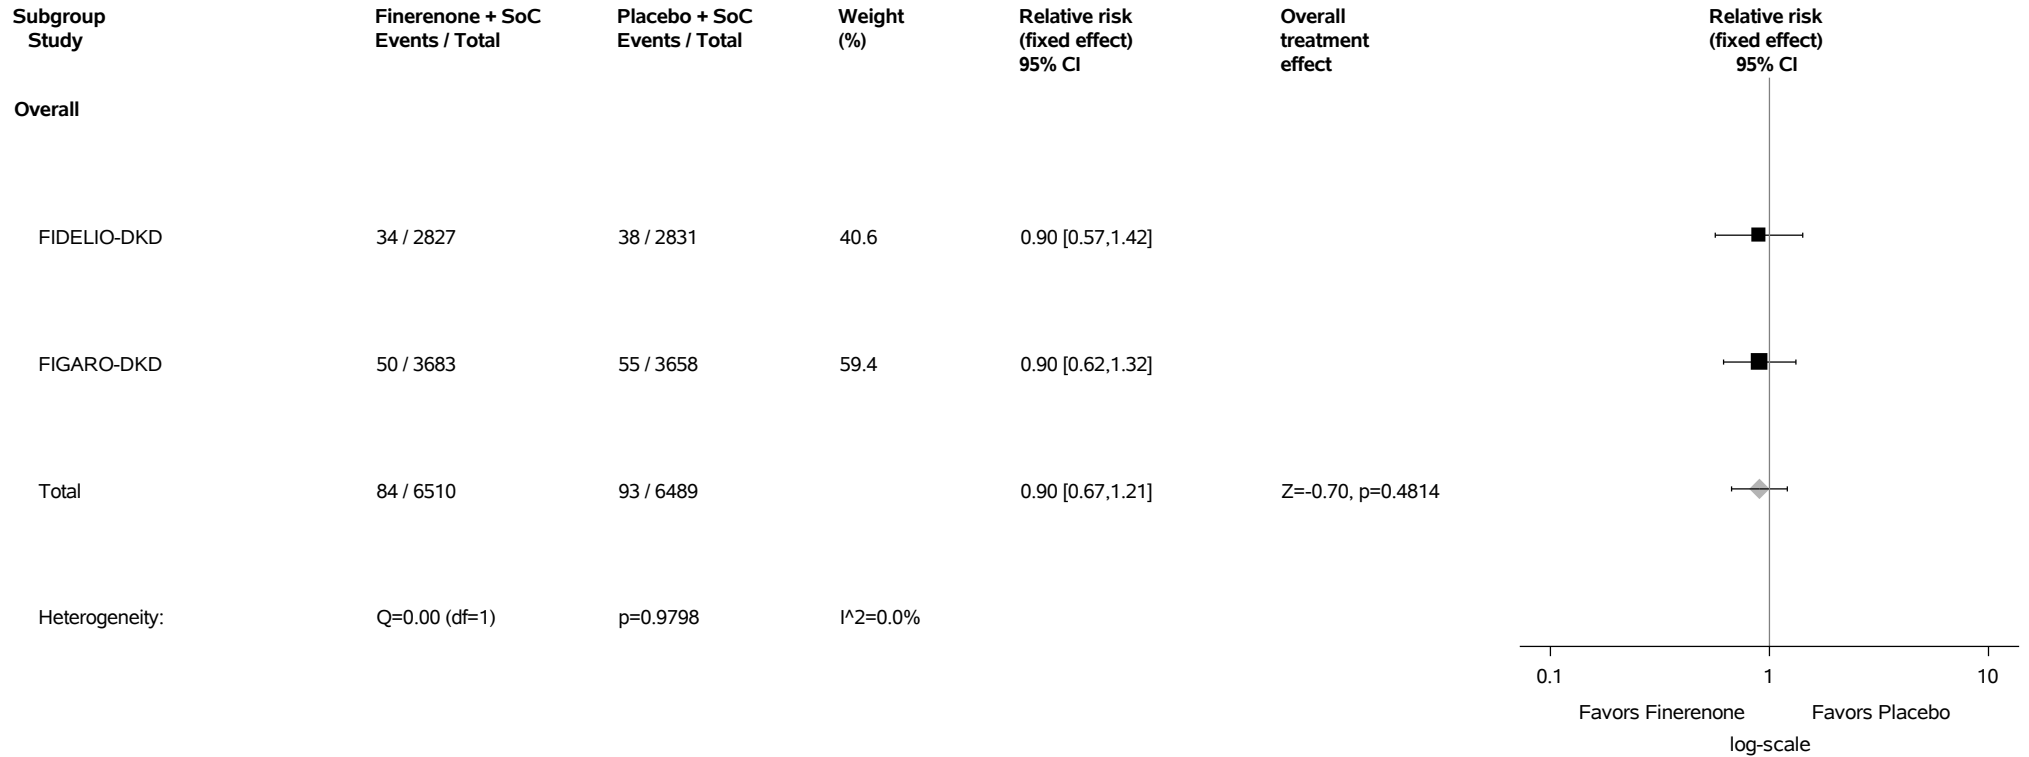 Subgroup Finerenone + SoC Placebo + SoC Weight Relative risk Overall Relative risk
Study Events / Total Events / Total (%) (fixed effect) treatment (fixed effect)
95% CI effect 95% CI
Overall
FIDELIO-DKD 34 / 2827 38 / 2831 40.6 0.90 [0.57,1.42]
FIGARO-DKD 50 / 3683 55 / 3658 59.4 0.90 [0.62,1.32]
Total 84 / 6510 93 / 6489 0.90 [0.67,1.21] Z=-0.70, p=0.4814
Heterogeneity: Q=0.00 (df=1) p=0.9798 I^2=0.0%
0.1 1 10
Favors Finerenone Favors Placebo
log-scale